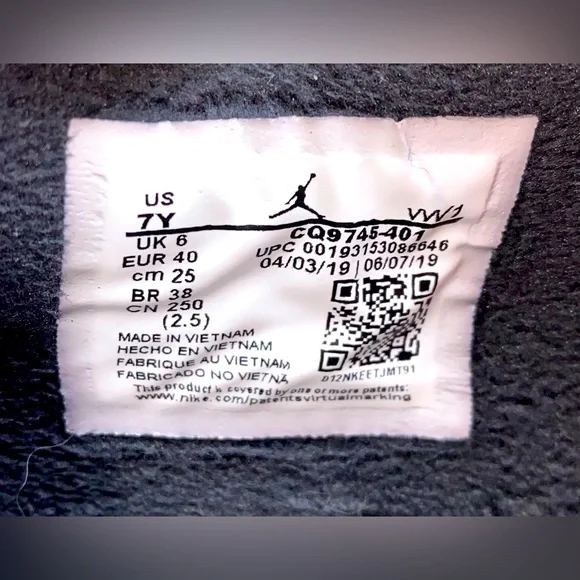 US
7Y
VW1
UK 6
CQ9745-401
EUR 40
UPC 00193153086646
cm 25
04/03/19 | 06/07/19
BR 38
CN 250
(2.5)
MADE IN VIETNAM
HECHO EN VIETNAM
FABRIQUE AU VIETNAM
FABRICADO NO VIETNA
D12NKEETJMT91
This product is covered by one or more patents:
www.nike.com/patentsvirtualmarking